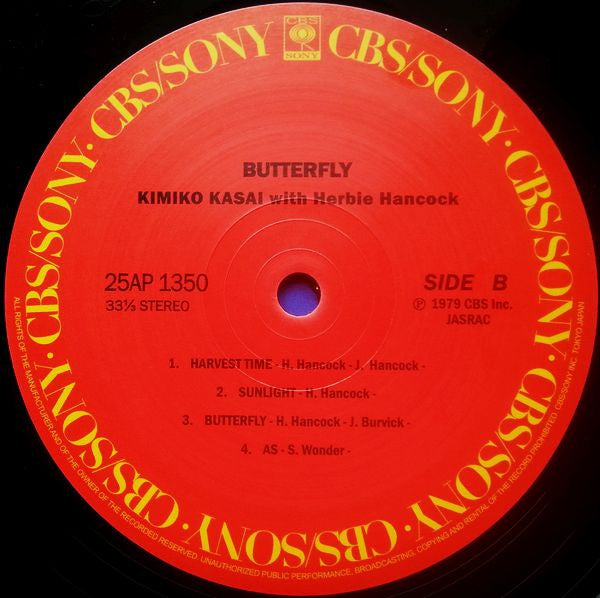 CBS/SONY · CBS/SONY · CBS/SONY · CBS/SONY · CBS/SONY · CBS/SONY · CBS/SONY · CBS/SONY · CBS/SONY
CBS
SONY
BUTTERFLY
KIMIKO KASAI with Herbie Hancock
25AP 1350
33⅓ STEREO
SIDE B
℗ 1979 CBS Inc.
JASRAC
1. HARVEST TIME - H. Hancock - J. Hancock -
2. SUNLIGHT - H. Hancock -
3. BUTTERFLY - H. Hancock - J. Burvick -
4. AS - S. Wonder -
ALL RIGHTS OF THE MANUFACTURER AND OF THE OWNER OF THE RECORDED RESERVED. UNAUTHORIZED PUBLIC PERFORMANCE, BROADCASTING, COPYING AND RENTAL OF THE RECORD PROHIBITED. CBS/SONY INC. TOKYO JAPAN